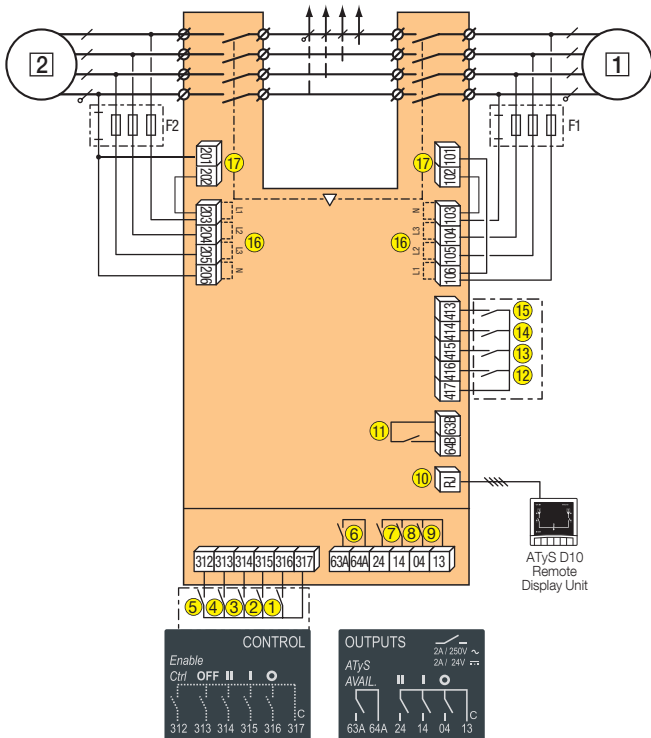 2
1
F2
F1
201
202
17
17
101
102
203
204
205
206
L1
L2
L3
N
16
16
N
L3
L2
L1
103
104
105
106
413
414
415
416
417
15
14
13
12
11
63B
64B
10
RJ
ATyS D10
Remote
Display Unit
6
7
8
9
312 313 314 315 316 317
63A 64A 24 14 04 13
5 4 3 2 1
CONTROL
Enable
Ctrl OFF II I O
C
312 313 314 315 316 317
OUTPUTS
2A / 250V ~
2A / 24V ⎓
ATyS
AVAIL. II I O
C
63A 64A 24 14 04 13